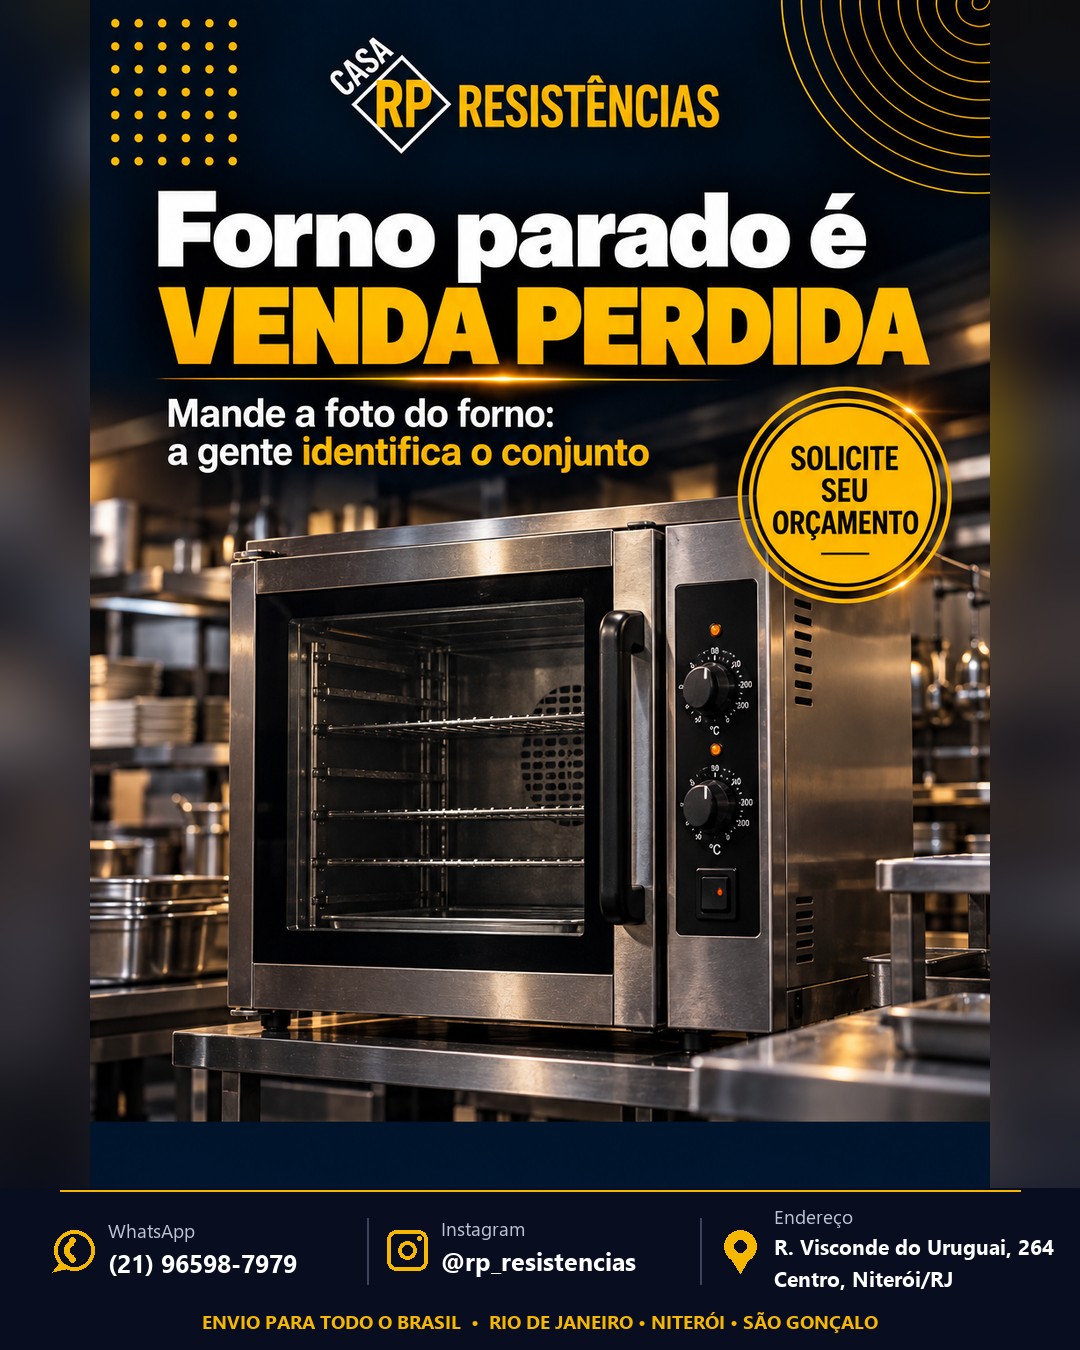 CASA
RP RESISTÊNCIAS
Forno parado é
VENDA PERDIDA
Mande a foto do forno:
a gente identifica o conjunto
SOLICITE
SEU
ORÇAMENTO
°C
°C
WhatsApp
(21) 96598-7979
Instagram
@rp_resistencias
Endereço
R. Visconde do Uruguai, 264
Centro, Niterói/RJ
ENVIO PARA TODO O BRASIL • RIO DE JANEIRO • NITERÓI • SÃO GONÇALO